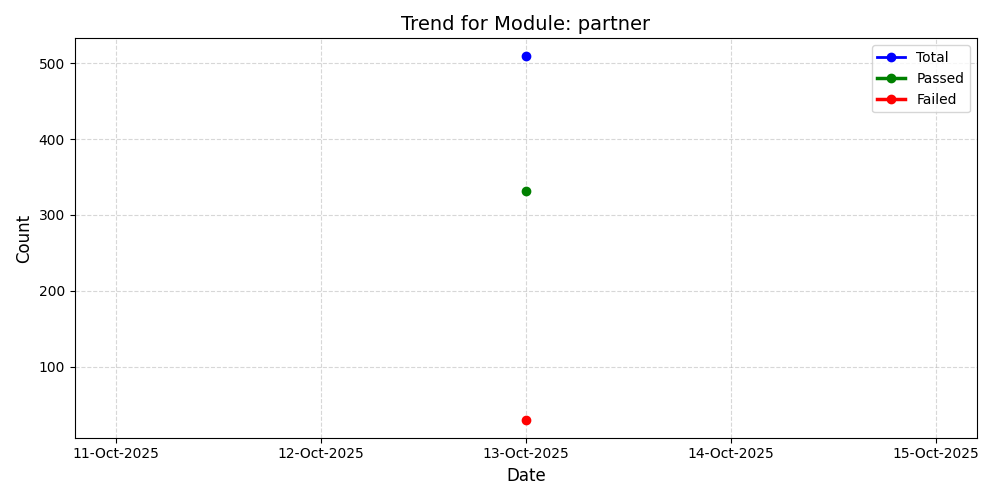 Trend for Module: partner
Total
Passed
Failed
500
400
300
200
100
Count
11-Oct-2025
12-Oct-2025
13-Oct-2025
14-Oct-2025
15-Oct-2025
Date